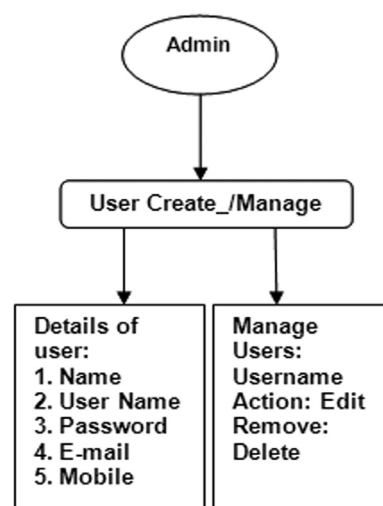 Admin
User Create_/Manage
Details of
user:
1. Name
2. User Name
3. Password
4. E-mail
5. Mobile
Manage
Users:
Username
Action: Edit
Remove:
Delete